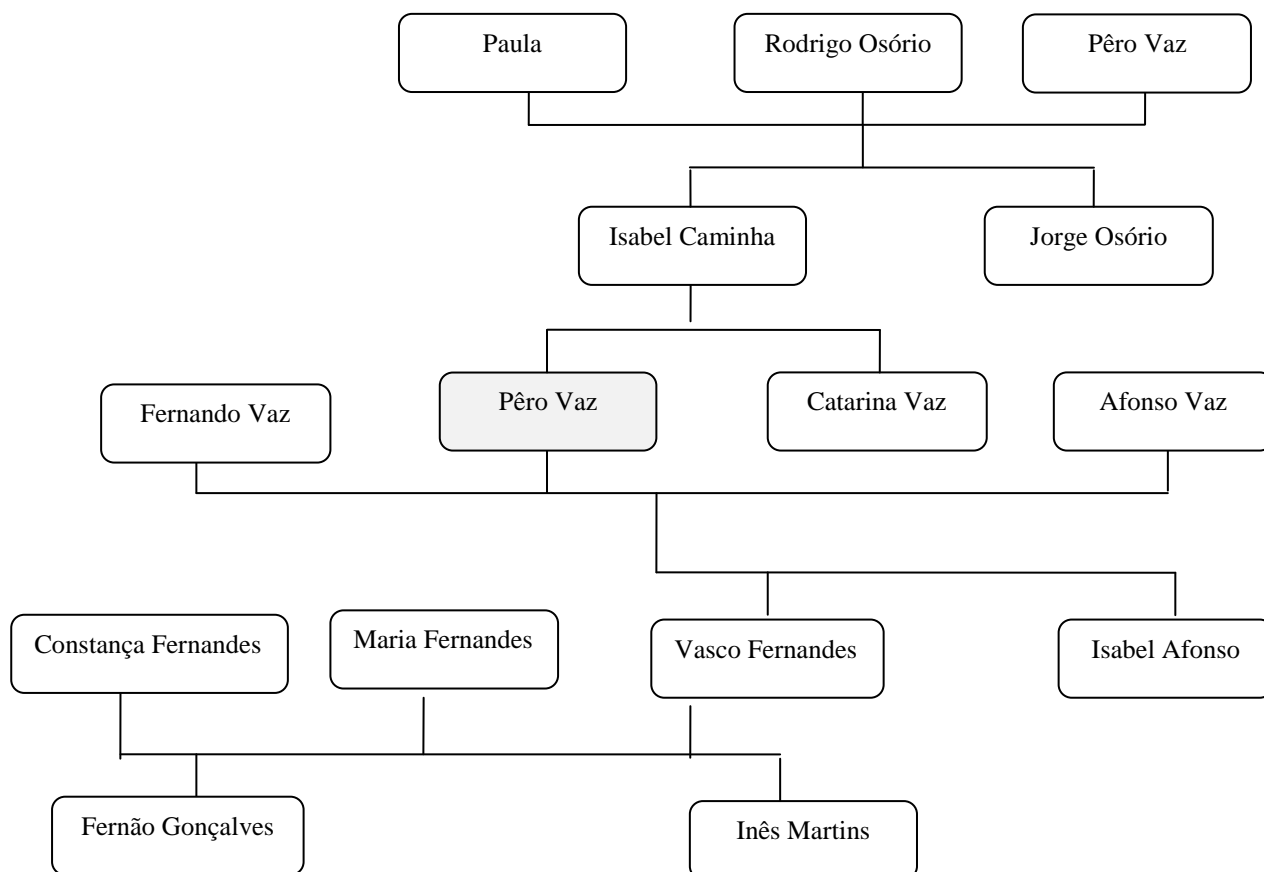 Paula
Rodrigo Osório
Pêro Vaz
Isabel Caminha
Jorge Osório
Fernando Vaz
Pêro Vaz
Catarina Vaz
Afonso Vaz
Constança Fernandes
Maria Fernandes
Vasco Fernandes
Isabel Afonso
Fernão Gonçalves
Inês Martins